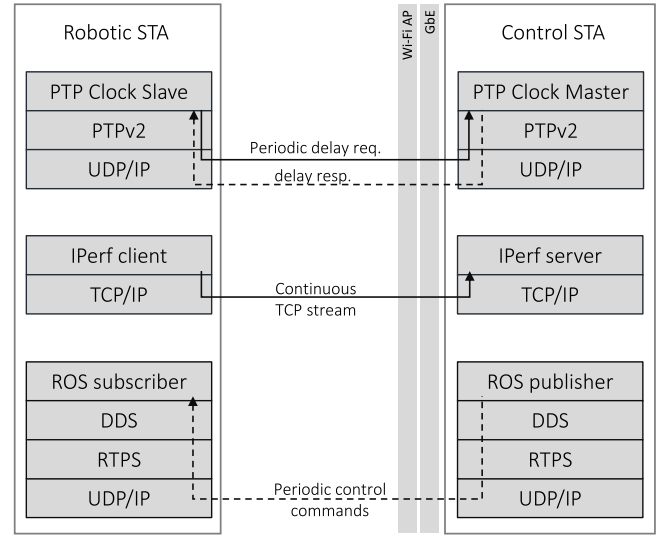 Robotic STA
Wi-Fi AP
GbE
Control STA
PTP Clock Slave
PTPv2
UDP/IP
Periodic delay req.
delay resp.
PTP Clock Master
PTPv2
UDP/IP
IPerf client
TCP/IP
Continuous
TCP stream
IPerf server
TCP/IP
ROS subscriber
DDS
RTPS
UDP/IP
Periodic control
commands
ROS publisher
DDS
RTPS
UDP/IP